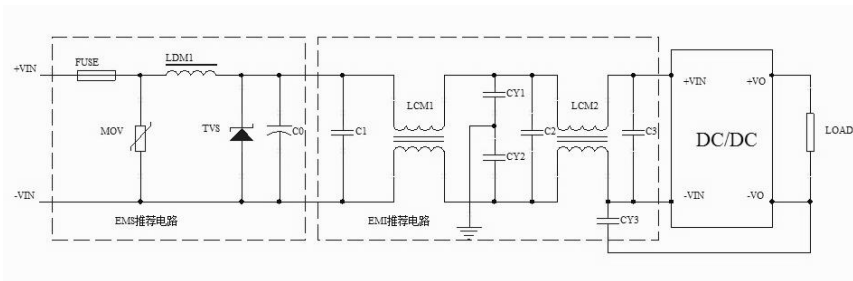 FUSE
LDM1
+VIN
MOV
TVS
C0
-VIN
EMS推荐电路
C1
LCM1
CY1
CY2
C2
LCM2
C3
EMI推荐电路
CY3
+VIN
+VO
DC/DC
-VIN
-VO
LOAD